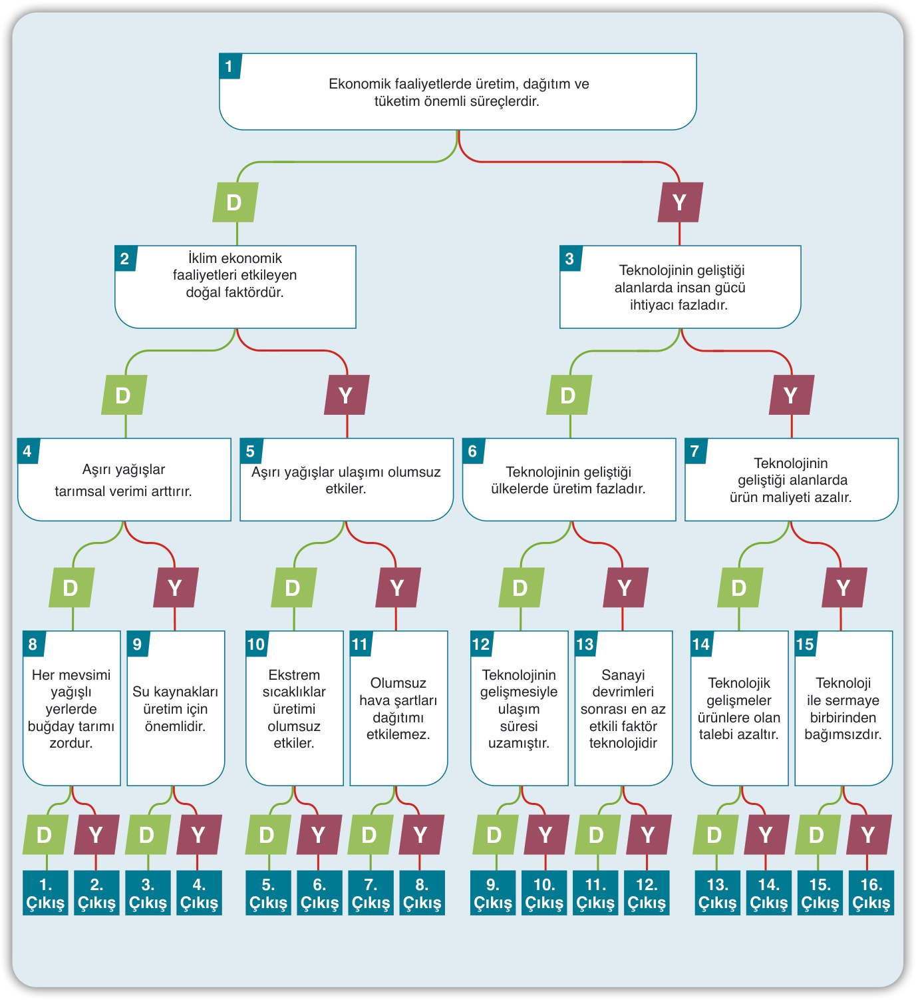 1
Ekonomik faaliyetlerde üretim, dağıtım ve
tüketim önemli süreçlerdir.
D
Y
2
İklim ekonomik
faaliyetleri etkileyen
doğal faktördür.
3
Teknolojinin geliştiği
alanlarda insan gücü
ihtiyacı fazladır.
D
Y
D
Y
4
Aşırı yağışlar
tarımsal verimi arttırır.
5
Aşırı yağışlar ulaşımı olumsuz
etkiler.
6
Teknolojinin geliştiği
ülkelerde üretim fazladır.
7
Teknolojinin
geliştiği alanlarda
ürün maliyeti azalır.
D
Y
D
Y
D
Y
D
Y
8
Her mevsimi
yağışlı
yerlerde
buğday tarımı
zordur.
9
Su kaynakları
üretim için
önemlidir.
10
Ekstrem
sıcaklıklar
üretimi
olumsuz
etkiler.
11
Olumsuz
hava şartları
dağıtımı
etkilemez.
12
Teknolojinin
gelişmesiyle
ulaşım
süresi
uzamıştır.
13
Sanayi
devrimleri
sonrası en az
etkili faktör
teknolojidir
14
Teknolojik
gelişmeler
ürünlere olan
talebi azaltır.
15
Teknoloji
ile sermaye
birbirinden
bağımsızdır.
D
Y
D
Y
D
Y
D
Y
D
Y
D
Y
D
Y
D
Y
1.
Çıkış
2.
Çıkış
3.
Çıkış
4.
Çıkış
5.
Çıkış
6.
Çıkış
7.
Çıkış
8.
Çıkış
9.
Çıkış
10.
Çıkış
11.
Çıkış
12.
Çıkış
13.
Çıkış
14.
Çıkış
15.
Çıkış
16.
Çıkış